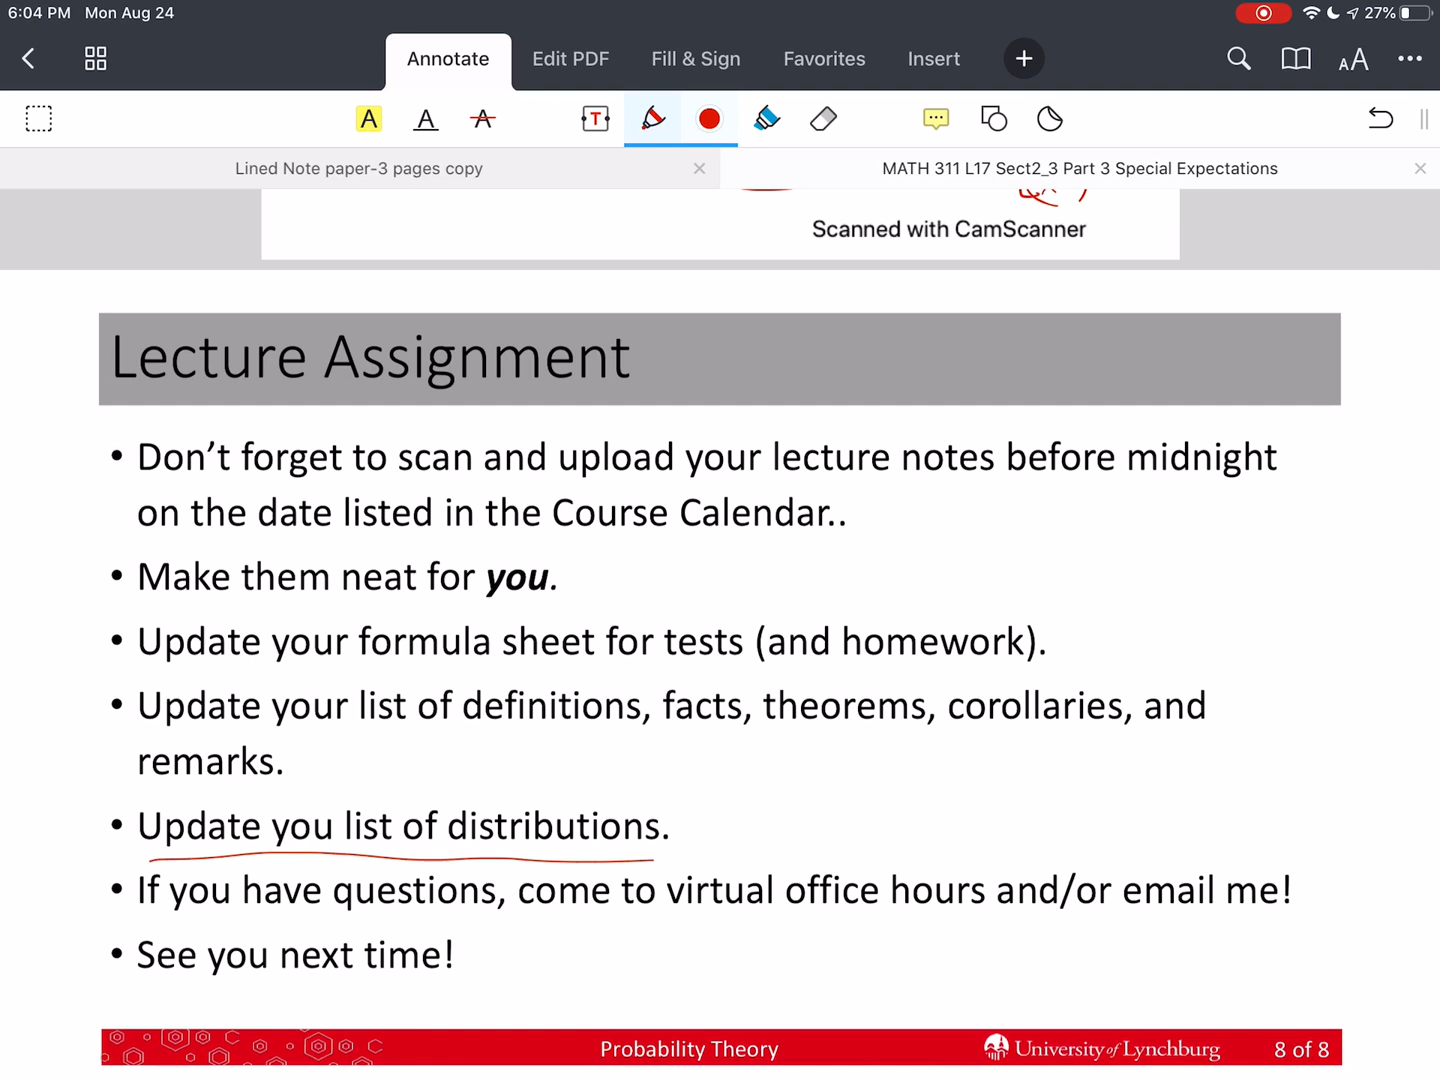 6:04 PM Mon Aug 24 27%
Annotate Edit PDF Fill & Sign Favorites Insert
Lined Note paper-3 pages copy MATH 311 L17 Sect2_3 Part 3 Special Expectations
Scanned with CamScanner
Lecture Assignment
• Don’t forget to scan and upload your lecture notes before midnight
on the date listed in the Course Calendar..
• Make them neat for you.
• Update your formula sheet for tests (and homework).
• Update your list of definitions, facts, theorems, corollaries, and
remarks.
• Update you list of distributions.
• If you have questions, come to virtual office hours and/or email me!
• See you next time!
Probability Theory University of Lynchburg 8 of 8